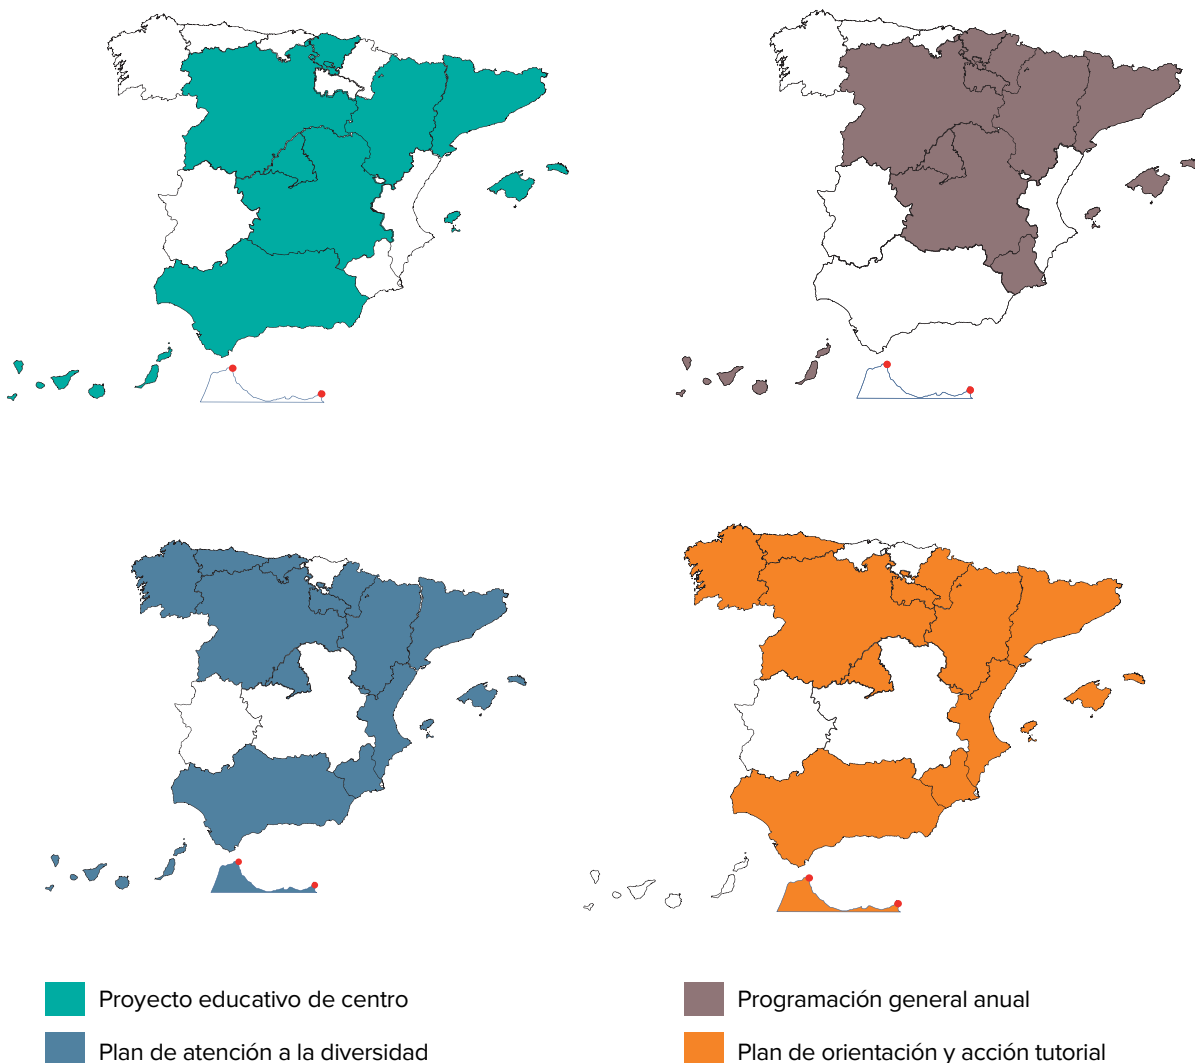 Proyecto educativo de centro
Programación general anual
Plan de atención a la diversidad
Plan de orientación y acción tutorial